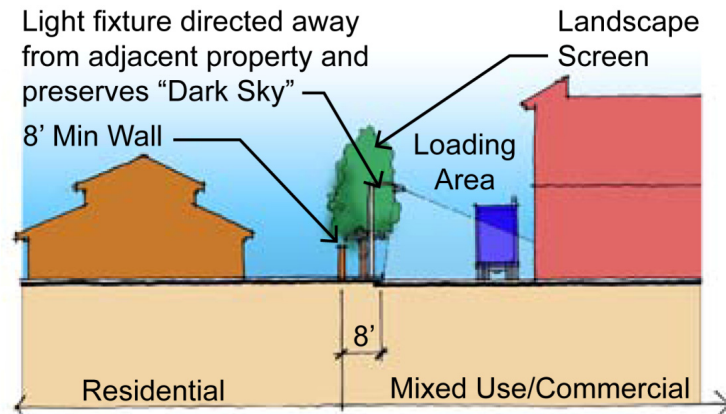 Light fixture directed away
from adjacent property and
preserves “Dark Sky”
8’ Min Wall
Landscape
Screen
Loading
Area
8’
Residential
Mixed Use/Commercial